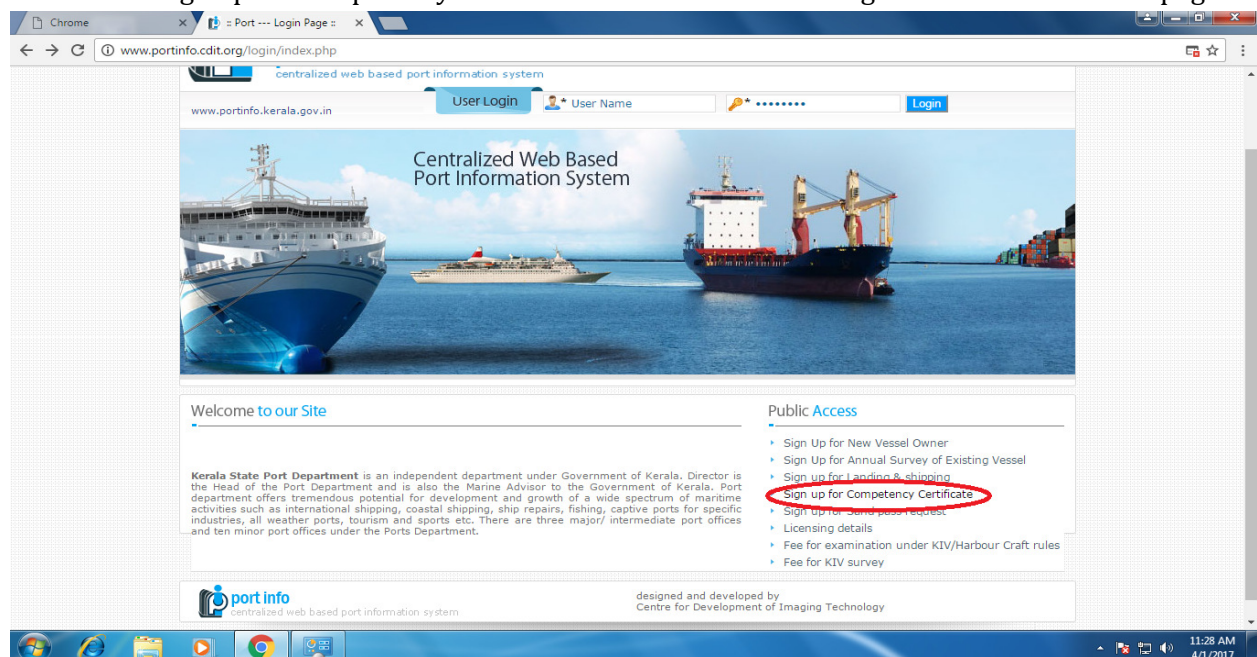 Chrome
:: Port --- Login Page ::
www.portinfo.cdit.org/login/index.php
centralized web based port information system
www.portinfo.kerala.gov.in
User Login
* User Name
* ••••••••
Login
Centralized Web Based
Port Information System
Welcome to our Site
Kerala State Port Department is an independent department under Government of Kerala. Director is
the Head of the Port Department and is also the Marine Advisor to the Government of Kerala. Port
department offers tremendous potential for development and growth of a wide spectrum of maritime
activities such as international shipping, coastal shipping, ship repairs, fishing, captive ports for specific
industries, all weather ports, tourism and sports etc. There are three major/ intermediate port offices
and ten minor port offices under the Ports Department.
Public Access
Sign Up for New Vessel Owner
Sign Up for Annual Survey of Existing Vessel
Sign up for Landing & shipping
Sign up for Competency Certificate
Sign up for Sand pass request
Licensing details
Fee for examination under KIV/Harbour Craft rules
Fee for KIV survey
port info
centralized web based port information system
designed and developed by
Centre for Development of Imaging Technology
11:28 AM
4/1/2017